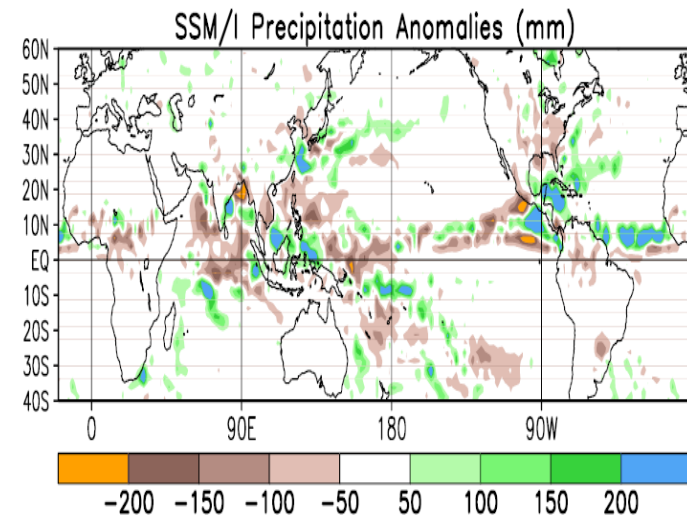 SSM/I Precipitation Anomalies (mm)
60N
50N
40N
30N
20N
10N
EQ
10S
20S
30S
40S
0 90E 180 90W
-200 -150 -100 -50 50 100 150 200